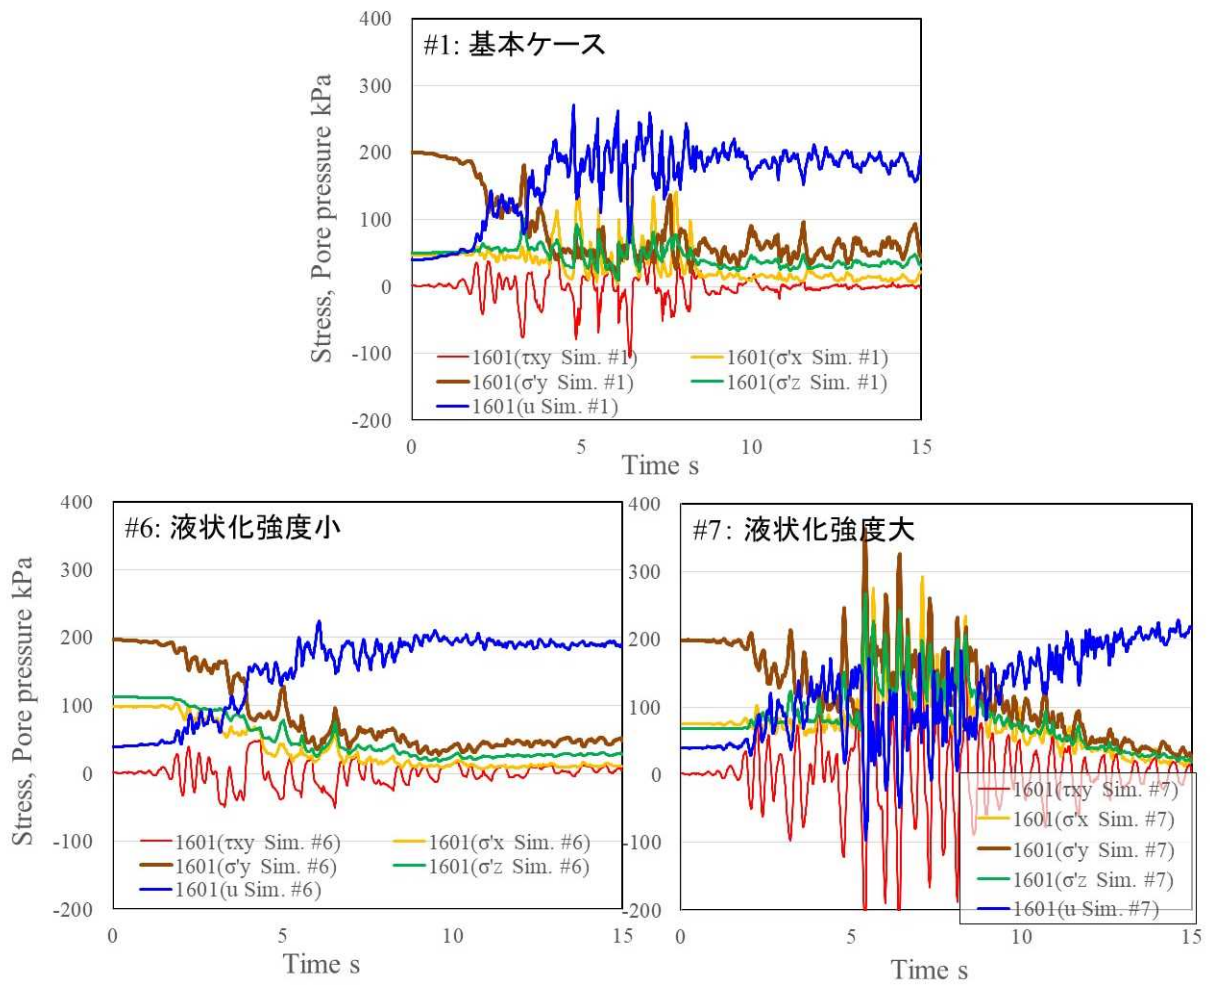 #1: 基本ケース
Stress, Pore pressure kPa
400
300
200
100
0
-100
-200
1601(τxy Sim. #1)
1601(σ'x Sim. #1)
1601(σ'y Sim. #1)
1601(σ'z Sim. #1)
1601(u Sim. #1)
0 5 10 15
Time s
#6: 液状化強度小
Stress, Pore pressure kPa
400
300
200
100
0
-100
-200
1601(τxy Sim. #6)
1601(σ'x Sim. #6)
1601(σ'y Sim. #6)
1601(σ'z Sim. #6)
1601(u Sim. #6)
0 5 10 15
Time s
#7: 液状化強度大
400
300
200
100
0
-100
-200
1601(τxy Sim. #7)
1601(σ'x Sim. #7)
1601(σ'y Sim. #7)
1601(σ'z Sim. #7)
1601(u Sim. #7)
0 5 10 15
Time s